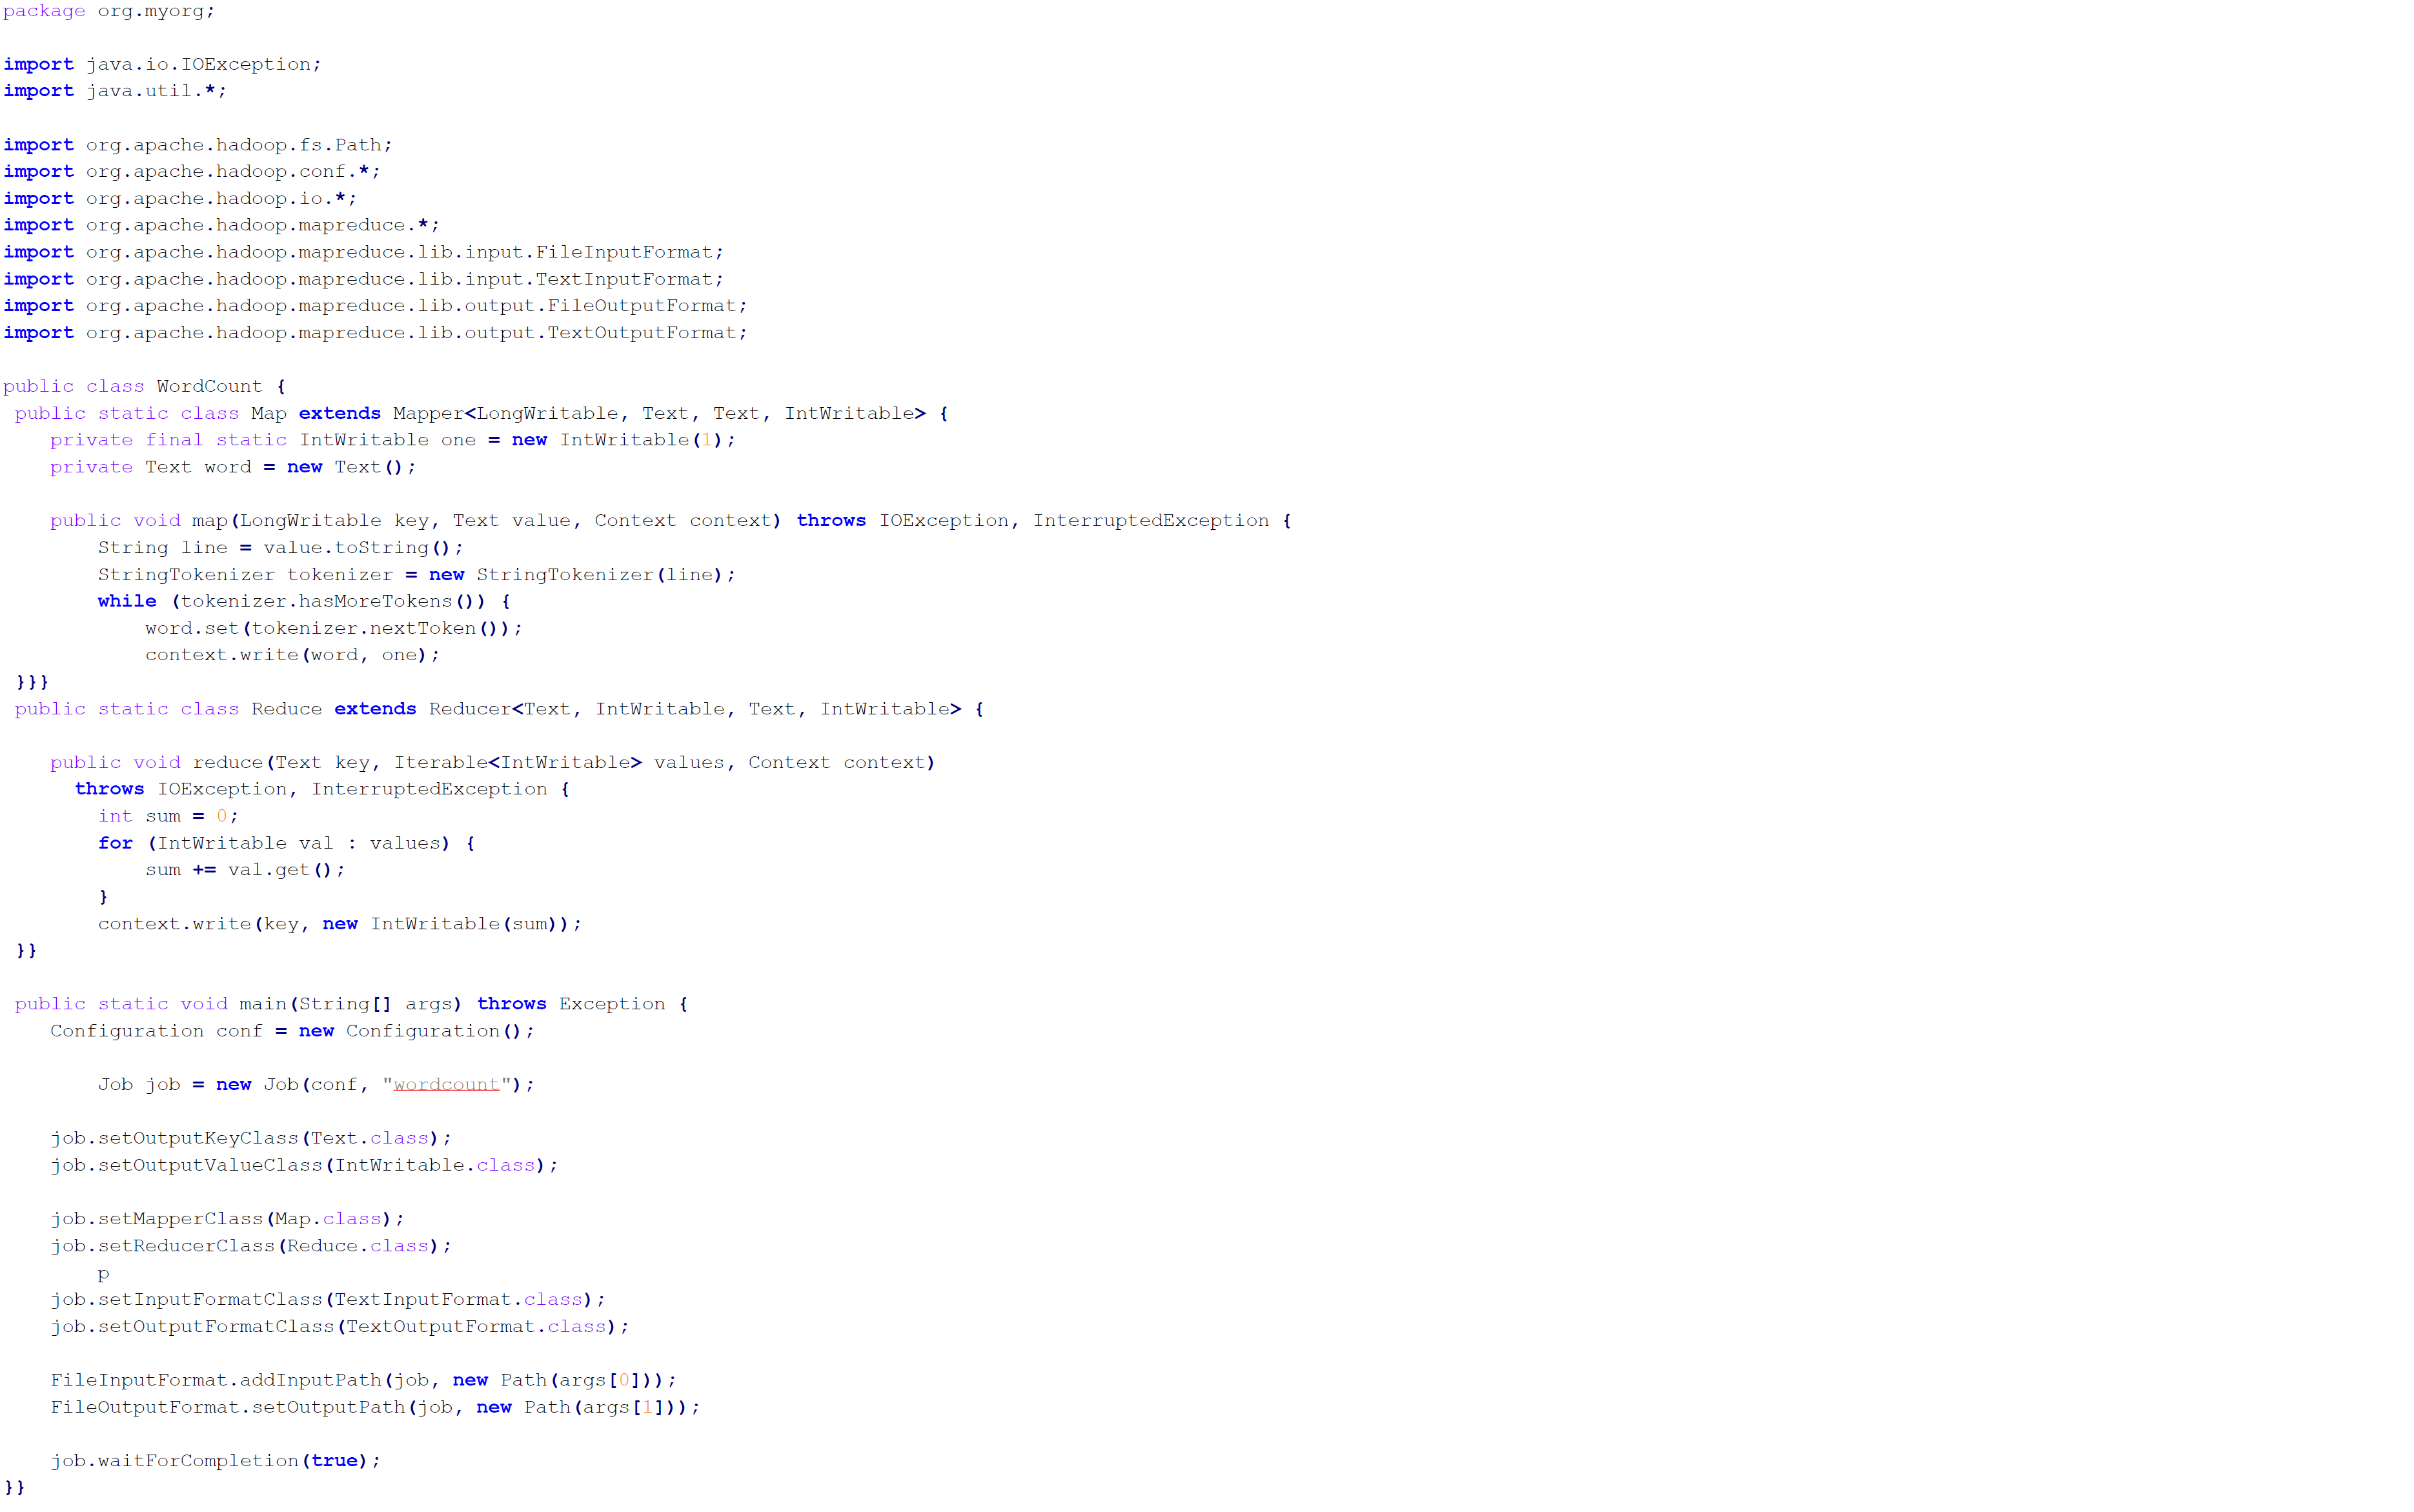 package org.myorg;

import java.io.IOException;
import java.util.*;

import org.apache.hadoop.fs.Path;
import org.apache.hadoop.conf.*;
import org.apache.hadoop.io.*;
import org.apache.hadoop.mapreduce.*;
import org.apache.hadoop.mapreduce.lib.input.FileInputFormat;
import org.apache.hadoop.mapreduce.lib.input.TextInputFormat;
import org.apache.hadoop.mapreduce.lib.output.FileOutputFormat;
import org.apache.hadoop.mapreduce.lib.output.TextOutputFormat;

public class WordCount {
 public static class Map extends Mapper<LongWritable, Text, Text, IntWritable> {
    private final static IntWritable one = new IntWritable(1);
    private Text word = new Text();

    public void map(LongWritable key, Text value, Context context) throws IOException, InterruptedException {
        String line = value.toString();
        StringTokenizer tokenizer = new StringTokenizer(line);
        while (tokenizer.hasMoreTokens()) {
            word.set(tokenizer.nextToken());
            context.write(word, one);
 }}}
 public static class Reduce extends Reducer<Text, IntWritable, Text, IntWritable> {

    public void reduce(Text key, Iterable<IntWritable> values, Context context)
      throws IOException, InterruptedException {
        int sum = 0;
        for (IntWritable val : values) {
            sum += val.get();
        }
        context.write(key, new IntWritable(sum));
 }}

 public static void main(String[] args) throws Exception {
    Configuration conf = new Configuration();

        Job job = new Job(conf, "wordcount");

    job.setOutputKeyClass(Text.class);
    job.setOutputValueClass(IntWritable.class);

    job.setMapperClass(Map.class);
    job.setReducerClass(Reduce.class);
        p
    job.setInputFormatClass(TextInputFormat.class);
    job.setOutputFormatClass(TextOutputFormat.class);

    FileInputFormat.addInputPath(job, new Path(args[0]));
    FileOutputFormat.setOutputPath(job, new Path(args[1]));

    job.waitForCompletion(true);
}}